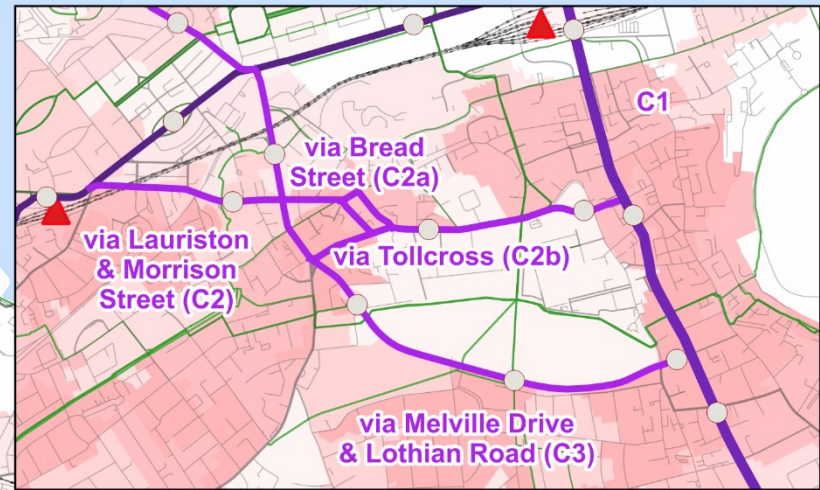 C1
via Bread
Street (C2a)
via Lauriston
& Morrison
Street (C2)
via Tollcross (C2b)
via Melville Drive
& Lothian Road (C3)